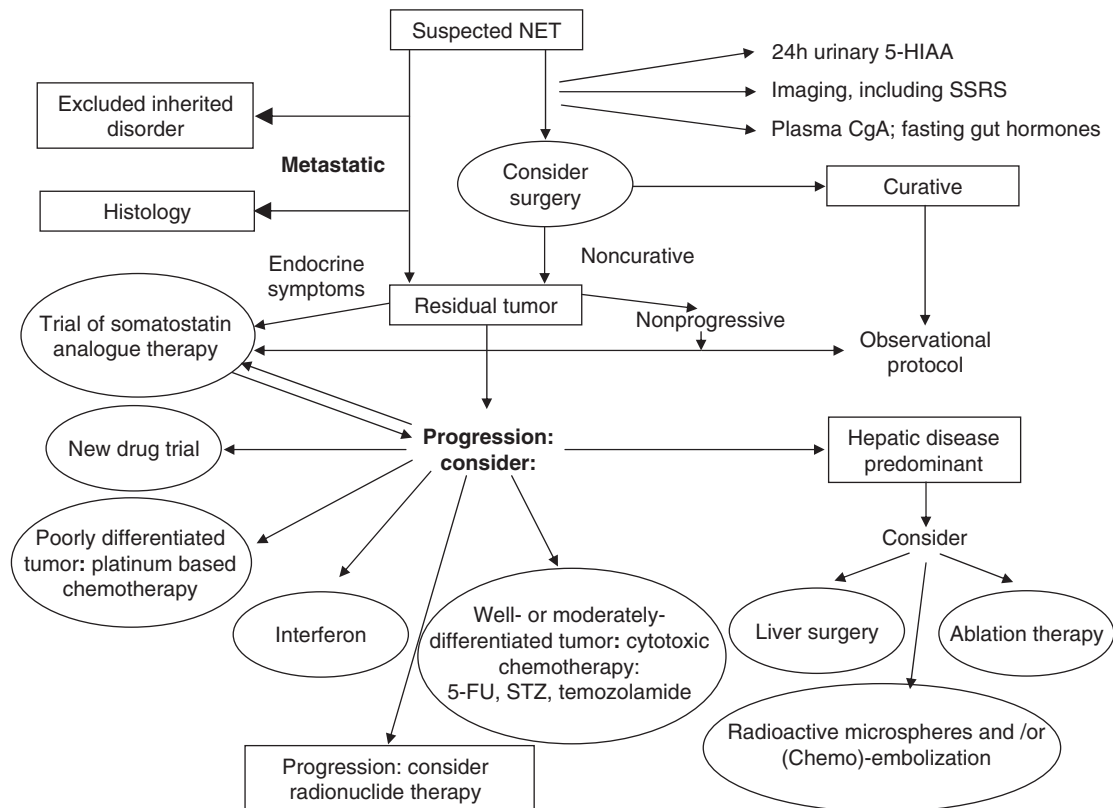 Suspected NET
24h urinary 5-HIAA
Imaging, including SSRS
Plasma CgA; fasting gut hormones
Excluded inherited
disorder
Metastatic
Histology
Consider
surgery
Curative
Noncurative
Endocrine
symptoms
Residual tumor
Nonprogressive
Trial of somatostatin
analogue therapy
Observational
protocol
New drug trial
Progression:
consider:
Hepatic disease
predominant
Poorly differentiated
tumor: platinum based
chemotherapy
Consider
Interferon
Well- or moderately-
differentiated tumor: cytotoxic
chemotherapy:
5-FU, STZ, temozolamide
Liver surgery
Ablation therapy
Radioactive microspheres and /or
(Chemo)-embolization
Progression: consider
radionuclide therapy